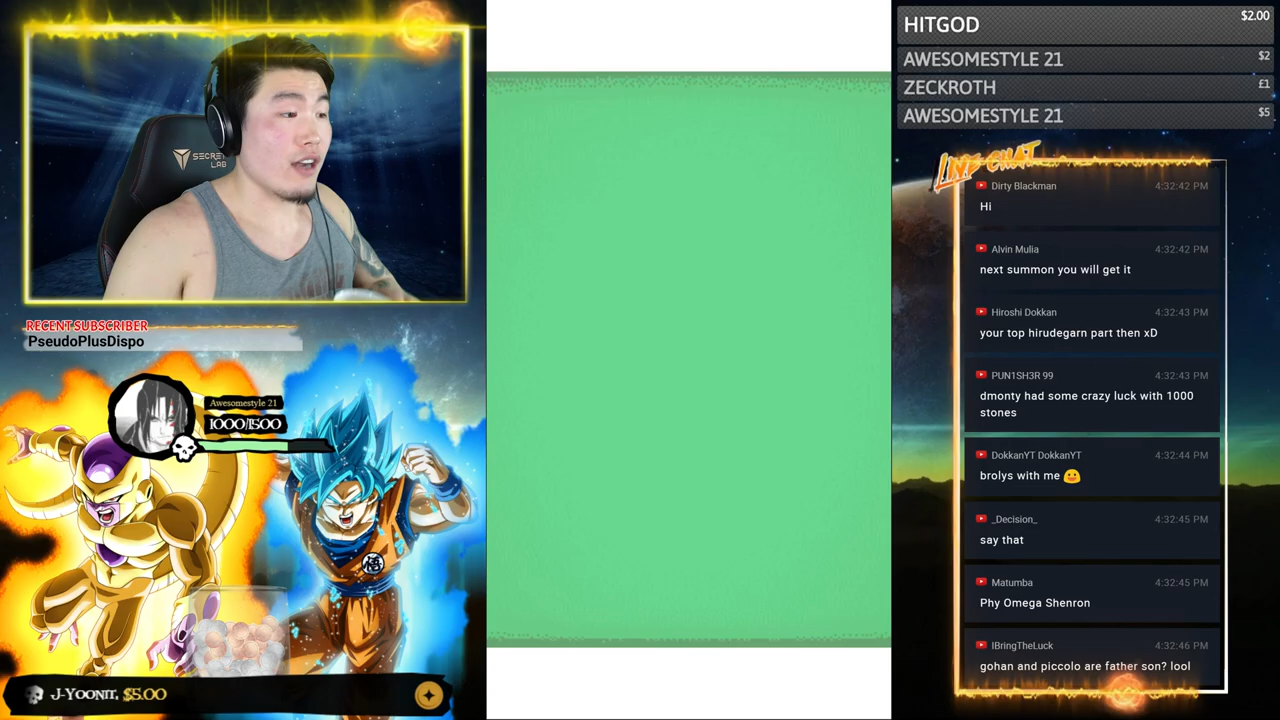 SECRET
LAB
RECENT SUBSCRIBER
PseudoPlusDispo
Awesomestyle 21
1000/1500
J-Yoonit, $5.00
HITGOD $2.00
AWESOMESTYLE 21 $2
ZECKROTH £1
AWESOMESTYLE 21 $5
LIVE CHAT
Dirty Blackman 4:32:42 PM
Hi
Alvin Mulia 4:32:42 PM
next summon you will get it
Hiroshi Dokkan 4:32:43 PM
your top hirudegarn part then xD
PUN1SH3R 99 4:32:43 PM
dmonty had some crazy luck with 1000
stones
DokkanYT DokkanYT 4:32:44 PM
brolys with me 😛
_Decision_ 4:32:45 PM
say that
Matumba 4:32:45 PM
Phy Omega Shenron
IBringTheLuck 4:32:46 PM
gohan and piccolo are father son? lool